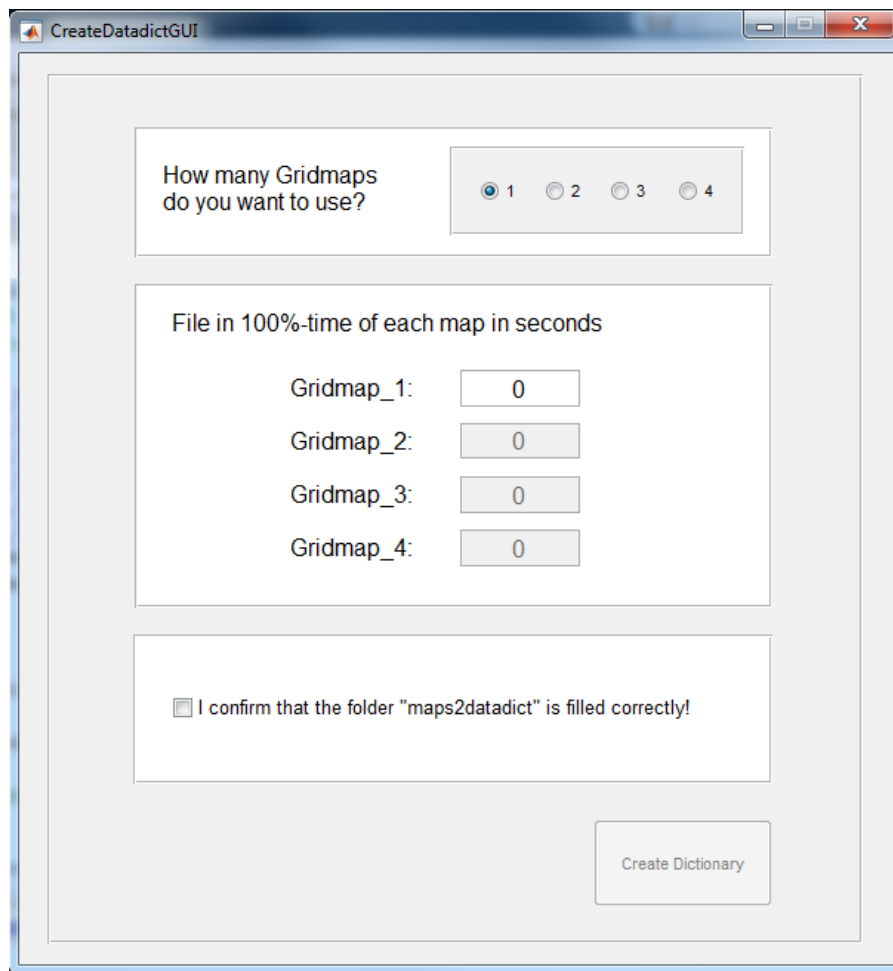 CreateDatadictGUI
How many Gridmaps
do you want to use?
1 2 3 4
File in 100%-time of each map in seconds
Gridmap_1: 0
Gridmap_2: 0
Gridmap_3: 0
Gridmap_4: 0
I confirm that the folder "maps2datadict" is filled correctly!
Create Dictionary